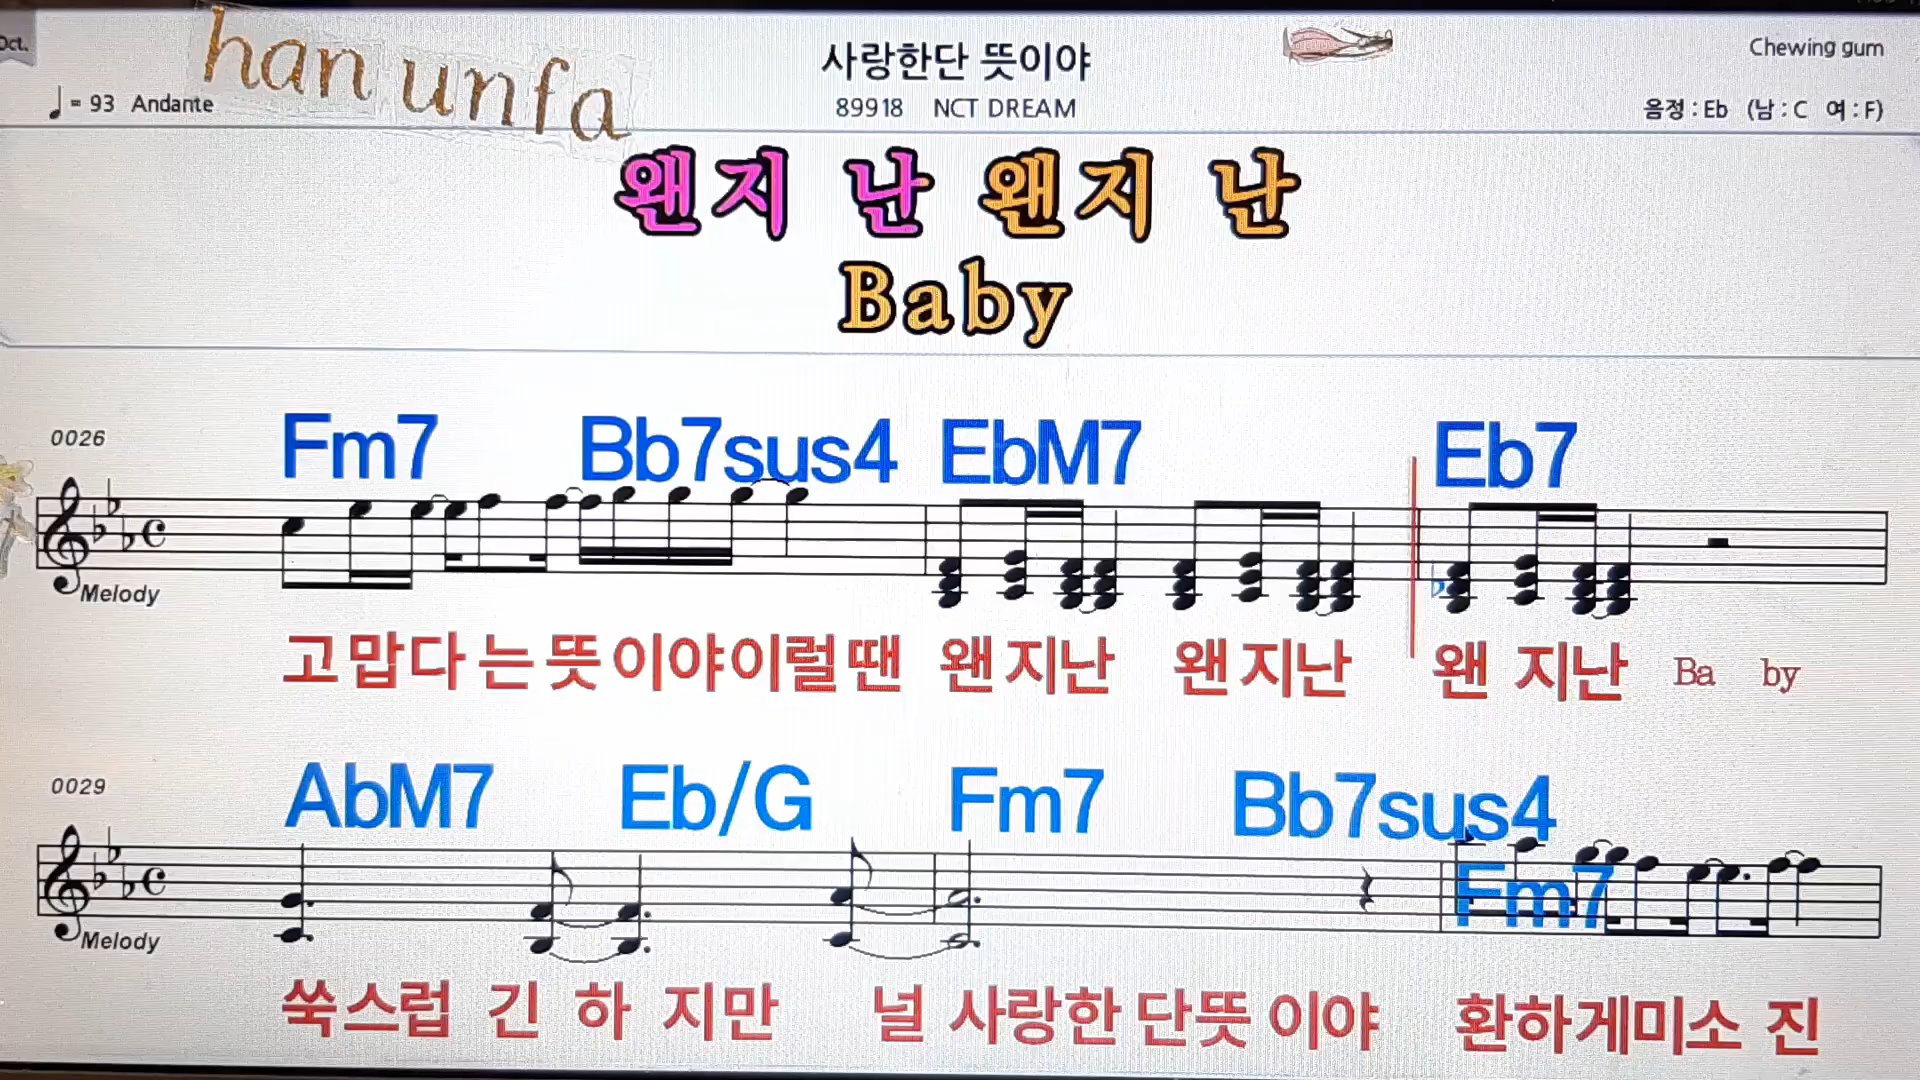 Oct.
han unfa
사랑한단 뜻이야
Chewing gum
♩ = 93 Andante
89918 NCT DREAM
음정 : Eb (남 : C 여 : F)
왠지 난 왠지 난
Baby
0026
Fm7 Bb7sus4 EbM7 Eb7
Melody
고맙다는뜻이야이럴땐 왠지난 왠지난 왠 지난 Ba by
0029
AbM7 Eb/G Fm7 Bb7sus4
Fm7
Melody
쑥스럽 긴 하 지만 널 사랑한단뜻 이야 환하게미소 진